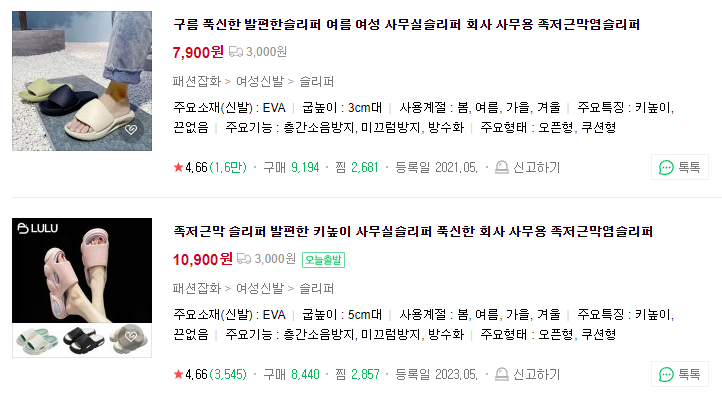 구름 푹신한 발편한슬리퍼 여름 여성 사무실슬리퍼 회사 사무용 족저근막염슬리퍼
7,900원 3,000원
패션잡화 > 여성신발 > 슬리퍼
주요소재(신발) : EVA | 굽높이 : 3cm대 | 사용계절 : 봄, 여름, 가을, 겨울 | 주요특징 : 키높이,
끈없음 | 주요기능 : 층간소음방지, 미끄럼방지, 방수화 | 주요형태 : 오픈형, 쿠션형
★ 4.66(1.6만) · 구매 9,194 · 찜 2,681 · 등록일 2021.05. · 신고하기 톡톡
LULU
족저근막 슬리퍼 발편한 키높이 사무실슬리퍼 푹신한 회사 사무용 족저근막염슬리퍼
10,900원 3,000원 오늘출발
패션잡화 > 여성신발 > 슬리퍼
주요소재(신발) : EVA | 굽높이 : 5cm대 | 사용계절 : 봄, 여름, 가을, 겨울 | 주요특징 : 키높이,
끈없음 | 주요기능 : 층간소음방지, 미끄럼방지, 방수화 | 주요형태 : 오픈형, 쿠션형
★ 4.66(3,545) · 구매 8,440 · 찜 2,857 · 등록일 2023.05. · 신고하기 톡톡